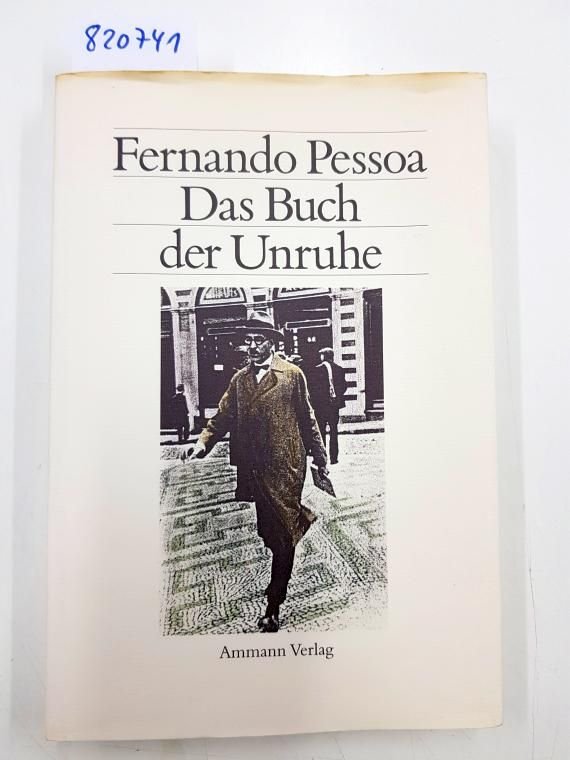 820741
Fernando Pessoa
Das Buch
der Unruhe
Ammann Verlag